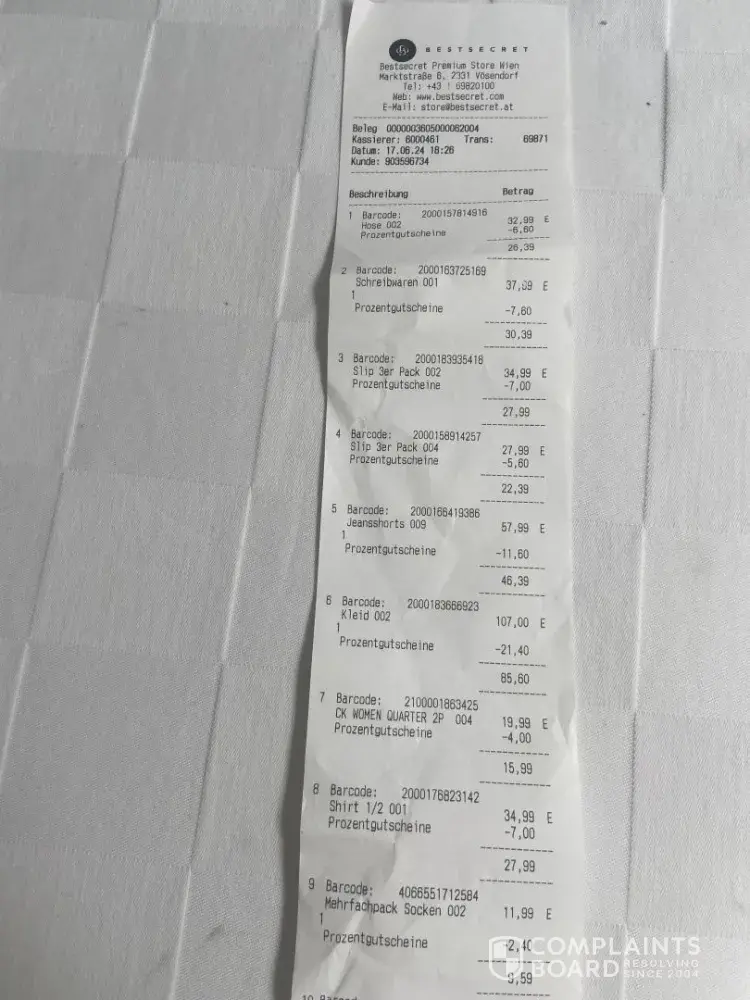 BESTSECRET
Bestsecret Premium Store Wien
Marktstraße 6, 2331 Vösendorf
Tel: +43 1 69820100
Web: www.bestsecret.com
E-Mail: store@bestsecret.at
Beleg 0000003605000062004
Kassierer: 6000461 Trans: 69871
Datum: 17.06.24 18:26
Kunde: 903596734
Beschreibung Betrag
1 Barcode: 2000157814916
Hose 002 32,99 E
Prozentgutscheine -6,60
26,39
2 Barcode: 2000163725169
Schreibwaren 001 37,99 E
1
Prozentgutscheine -7,60
30,39
3 Barcode: 2000183935418
Slip 3er Pack 002 34,99 E
Prozentgutscheine -7,00
27,99
4 Barcode: 2000158914257
Slip 3er Pack 004 27,99 E
Prozentgutscheine -5,60
22,39
5 Barcode: 2000166419386
Jeansshorts 009 57,99 E
1
Prozentgutscheine -11,60
46,39
6 Barcode: 2000183666923
Kleid 002 107,00 E
1
Prozentgutscheine -21,40
85,60
7 Barcode: 2100001863425
CK WOMEN QUARTER 2P 004 19,99 E
Prozentgutscheine -4,00
15,99
8 Barcode: 2000176823142
Shirt 1/2 001 34,99 E
Prozentgutscheine -7,00
27,99
9 Barcode: 4066551712584
Mehrfachpack Socken 002 11,99 E
1
Prozentgutscheine -2,40
9,59
COMPLAINTS
BOARD RESOLVING
SINCE 2004